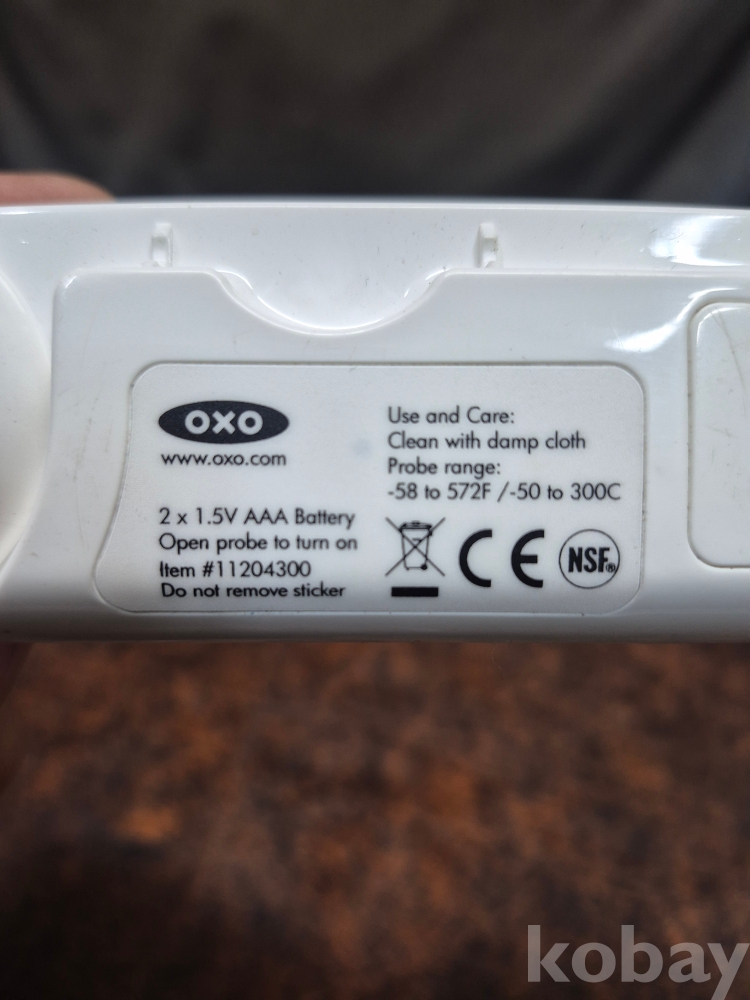 OXO
www.oxo.com
2 x 1.5V AAA Battery
Open probe to turn on
Item #11204300
Do not remove sticker
Use and Care:
Clean with damp cloth
Probe range:
-58 to 572F /-50 to 300C
CE NSF®
kobay